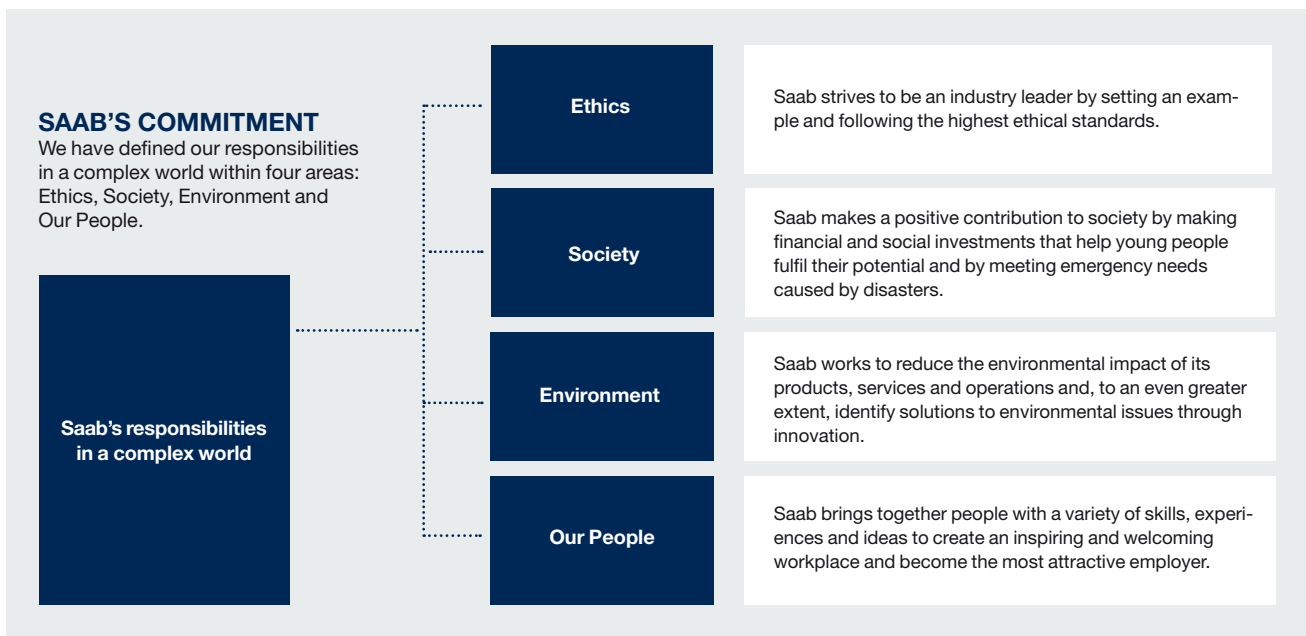 SAAB'S COMMITMENT
We have defined our responsibilities
in a complex world within four areas:
Ethics, Society, Environment and
Our People.
Saab's responsibilities
in a complex world
Ethics
Saab strives to be an industry leader by setting an exam-
ple and following the highest ethical standards.
Society
Saab makes a positive contribution to society by making
financial and social investments that help young people
fulfil their potential and by meeting emergency needs
caused by disasters.
Environment
Saab works to reduce the environmental impact of its
products, services and operations and, to an even greater
extent, identify solutions to environmental issues through
innovation.
Our People
Saab brings together people with a variety of skills, experi-
ences and ideas to create an inspiring and welcoming
workplace and become the most attractive employer.